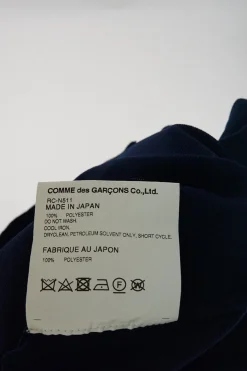 COMME des GARÇONS Co., Ltd.
RC-N511
MADE IN JAPAN
100% POLYESTER
DO NOT WASH
COOL IRON.
DRYCLEAN, PETROLEUM SOLVENT ONLY, SHORT CYCLE.
FABRIQUE AU JAPON
100% POLYESTER